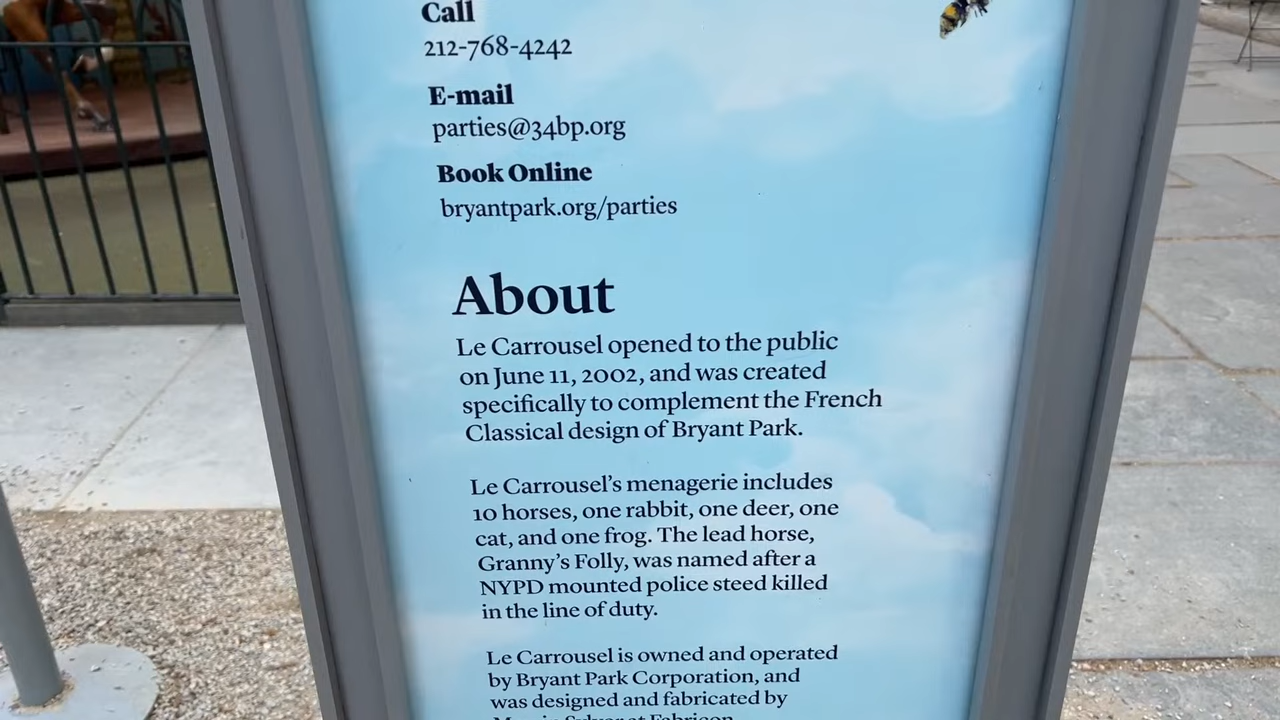 Call
212-768-4242
E-mail
parties@34bp.org
Book Online
bryantpark.org/parties
About
Le Carrousel opened to the public
on June 11, 2002, and was created
specifically to complement the French
Classical design of Bryant Park.
Le Carrousel's menagerie includes
10 horses, one rabbit, one deer, one
cat, and one frog. The lead horse,
Granny's Folly, was named after a
NYPD mounted police steed killed
in the line of duty.
Le Carrousel is owned and operated
by Bryant Park Corporation, and
was designed and fabricated by